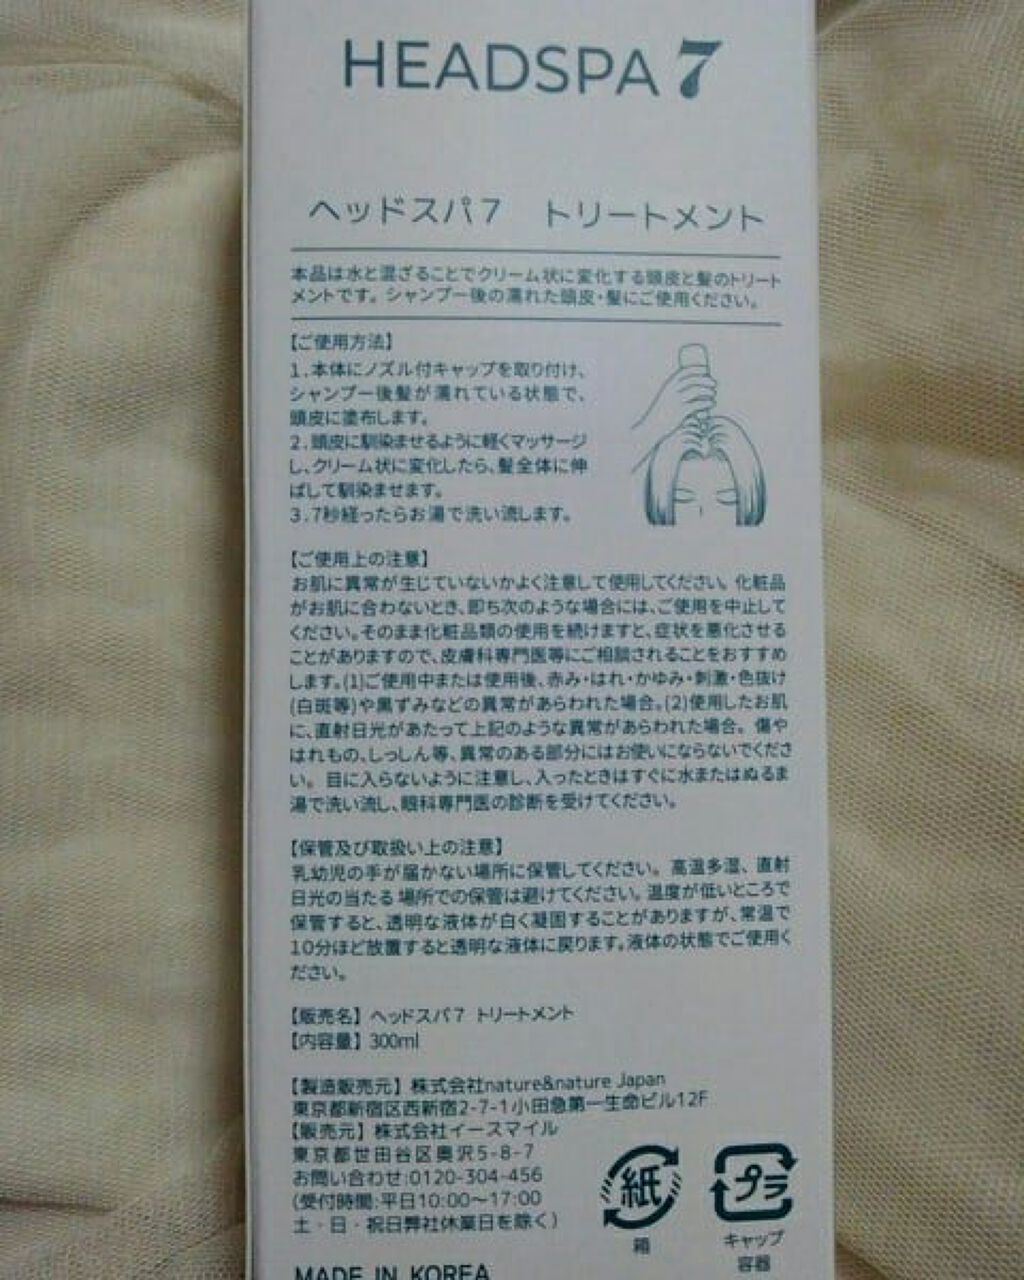 HEADSPA 7
ヘッドスパ7 トリートメント
本品は水と混ざることでクリーム状に変化する頭皮と髪のトリート
メントです。シャンプー後の濡れた頭皮・髪にご使用ください。
【ご使用方法】
1.本体にノズル付キャップを取り付け、
シャンプー後髪が濡れている状態で、
頭皮に塗布します。
2.頭皮に馴染ませるように軽くマッサージ
し、クリーム状に変化したら、髪全体に伸
ばして馴染ませます。
3.7秒経ったらお湯で洗い流します。
【ご使用上の注意】
お肌に異常が生じていないかよく注意して使用してください。化粧品
がお肌に合わないとき、即ち次のような場合には、ご使用を中止して
ください。そのまま化粧品類の使用を続けますと、症状を悪化させる
ことがありますので、皮膚科専門医等にご相談されることをおすすめ
します。(1)ご使用中または使用後、赤み・はれ・かゆみ・刺激・色抜け
(白斑等)や黒ずみなどの異常があらわれた場合。(2)使用したお肌
に、直射日光があたって上記のような異常があらわれた場合。傷や
はれもの、しっしん等、異常のある部分にはお使いにならないでくださ
い。目に入らないように注意し、入ったときはすぐに水またはぬるま
湯で洗い流し、眼科専門医の診断を受けてください。
【保管及び取扱い上の注意】
乳幼児の手が届かない場所に保管してください。高温多湿、直射
日光の当たる場所での保管は避けてください。温度が低いところで
保管すると、透明な液体が白く凝固することがありますが、常温で
10分ほど放置すると透明な液体に戻ります。液体の状態でご使用く
ださい。
【販売名】ヘッドスパ7 トリートメント
【内容量】300ml
【製造販売元】株式会社nature&nature Japan
東京都新宿区西新宿2-7-1小田急第一生命ビル12F
【販売元】株式会社イースマイル
東京都世田谷区奥沢5-8-7
お問い合わせ:0120-304-456
(受付時間:平日10:00〜17:00
土・日・祝日弊社休業日を除く)
紙
箱
プラ
キャップ
容器
MADE IN KOREA